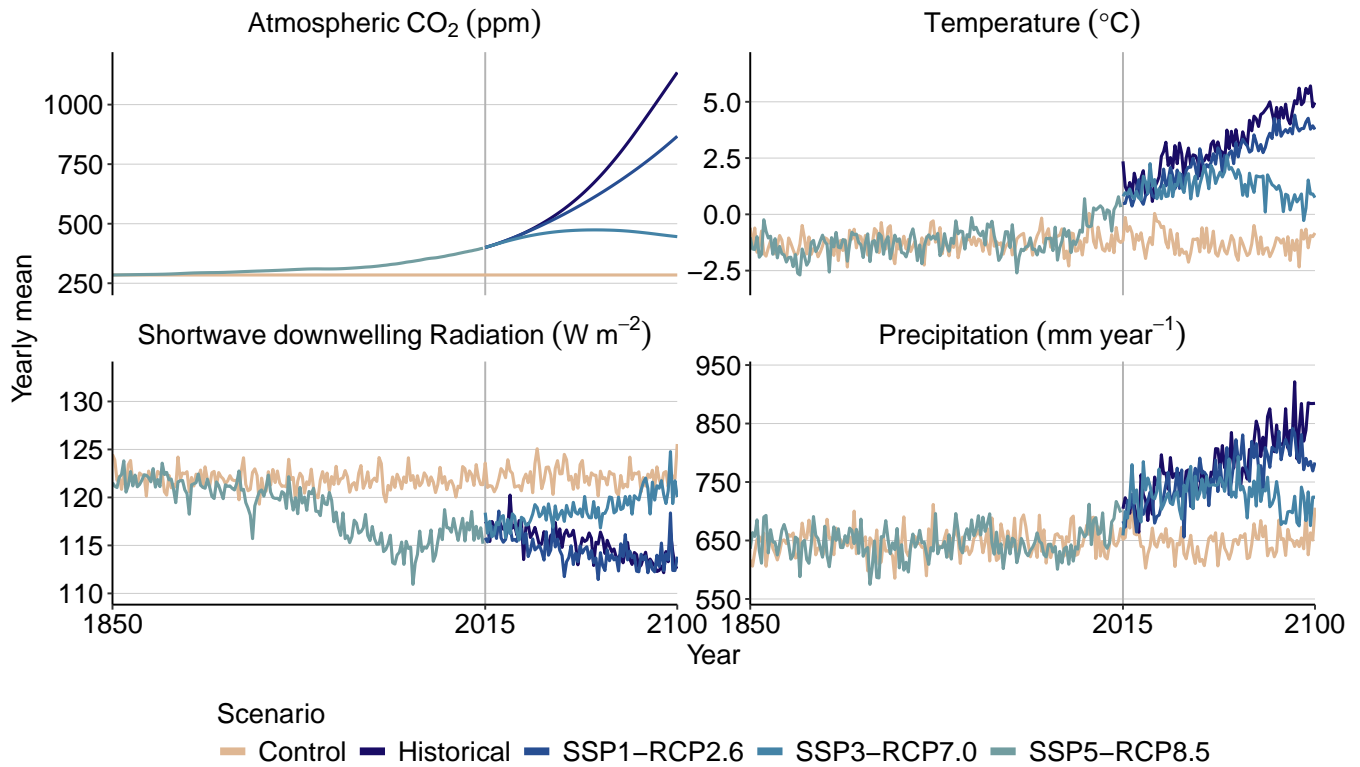 Atmospheric CO₂ (ppm)
Temperature (°C)
1000
750
500
250
5.0
2.5
0.0
−2.5
Yearly mean
Shortwave downwelling Radiation (W m⁻²)
Precipitation (mm year⁻¹)
130
125
120
115
110
950
850
750
650
550
1850 2015 2100
1850 2015 2100
Year
Scenario
Control Historical SSP1−RCP2.6 SSP3−RCP7.0 SSP5−RCP8.5